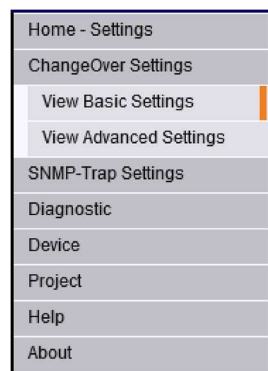 Home - Settings
ChangeOver Settings
View Basic Settings
View Advanced Settings
SNMP-Trap Settings
Diagnostic
Device
Project
Help
About